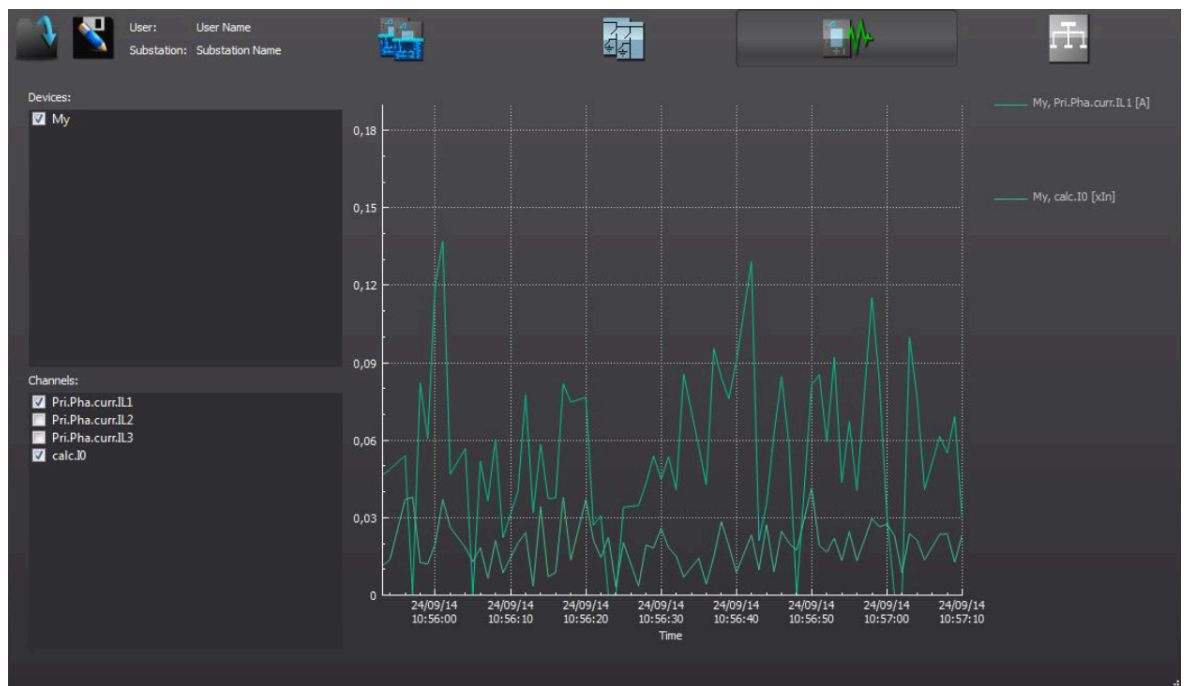 User: User Name
Substation: Substation Name
Devices:
My
Channels:
Pri.Pha.curr.IL1
Pri.Pha.curr.IL2
Pri.Pha.curr.IL3
calc.I0
0,18
0,15
0,12
0,09
0,06
0,03
0
24/09/14 24/09/14 24/09/14 24/09/14 24/09/14 24/09/14 24/09/14 24/09/14
10:56:00 10:56:10 10:56:20 10:56:30 10:56:40 10:56:50 10:57:00 10:57:10
Time
My, Pri.Pha.curr.IL1 [A]
My, calc.I0 [xIn]